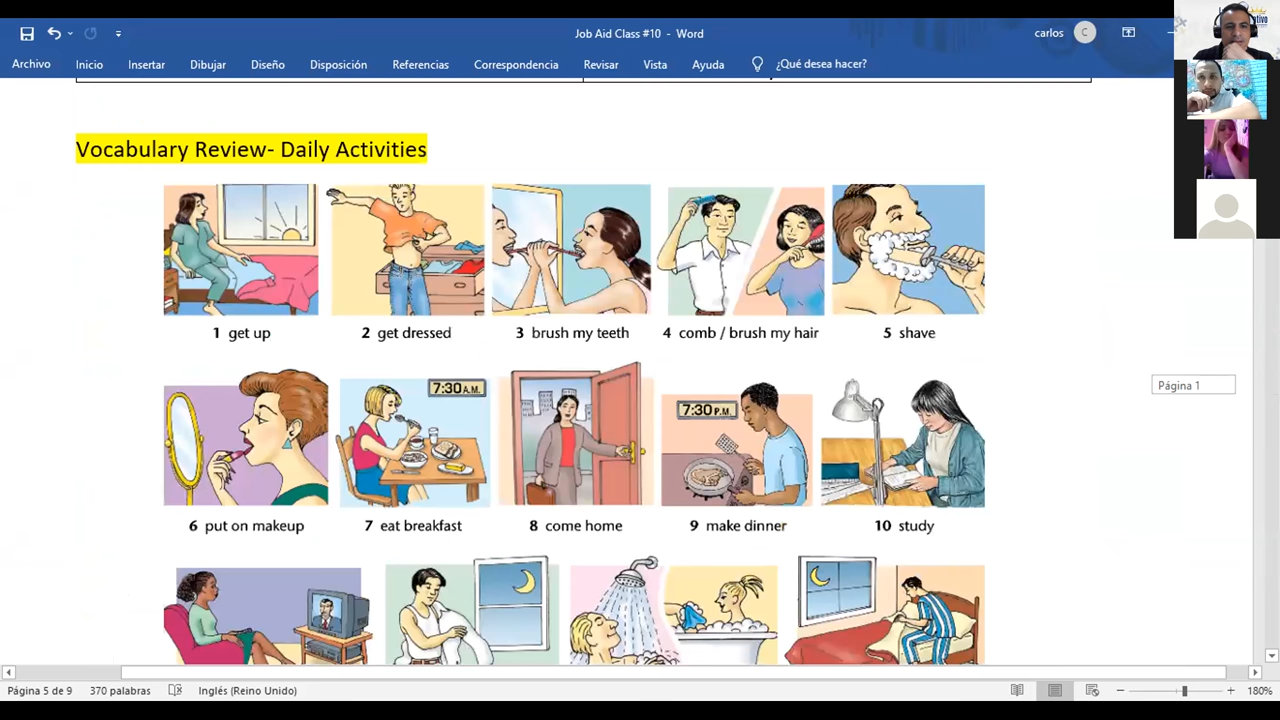 Job Aid Class #10 - Word
carlos
C
Archivo Inicio Insertar Dibujar Diseño Disposición Referencias Correspondencia Revisar Vista Ayuda ¿Qué desea hacer?
Vocabulary Review- Daily Activities
1 get up
2 get dressed
3 brush my teeth
4 comb / brush my hair
5 shave
7:30 A.M.
7:30 P.M.
Página 1
6 put on makeup
7 eat breakfast
8 come home
9 make dinner
10 study
Página 5 de 9 370 palabras Inglés (Reino Unido) 180%